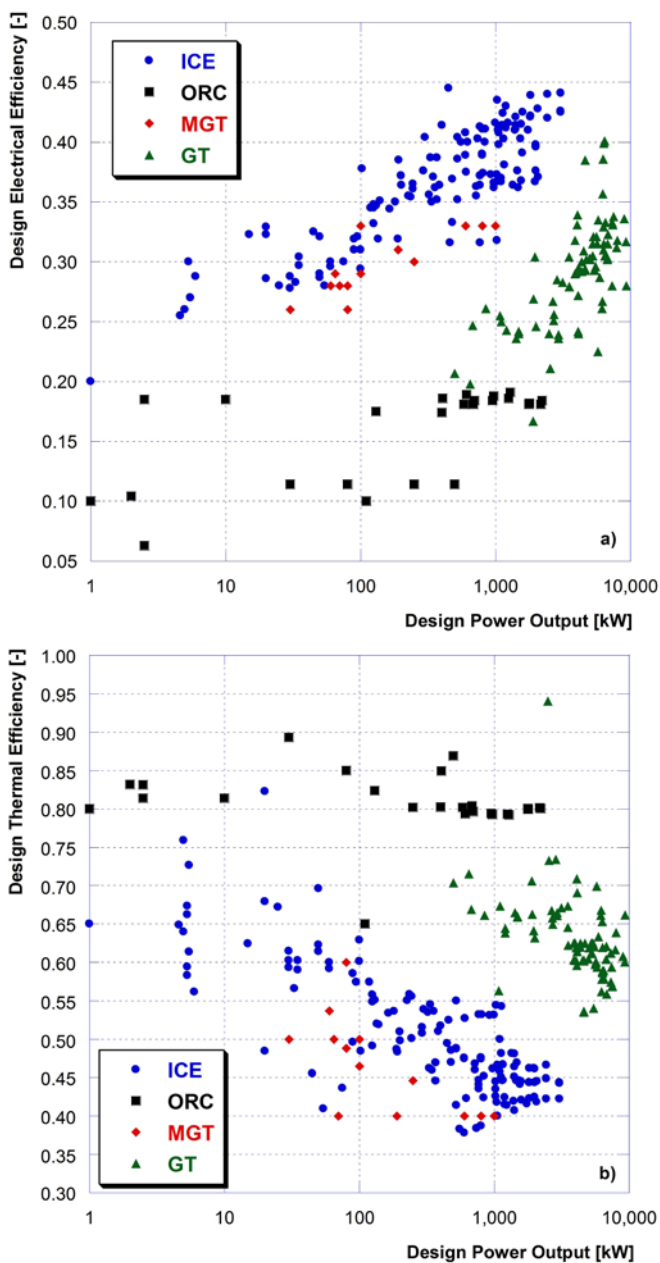 Design Electrical Efficiency [-]
0.50
0.45
0.40
0.35
0.30
0.25
0.20
0.15
0.10
0.05
ICE
ORC
MGT
GT
a)
1
10
100
1,000
10,000
Design Power Output [kW]
Design Thermal Efficiency [-]
1.00
0.95
0.90
0.85
0.80
0.75
0.70
0.65
0.60
0.55
0.50
0.45
0.40
0.35
0.30
ICE
ORC
MGT
GT
b)
1
10
100
1,000
10,000
Design Power Output [kW]